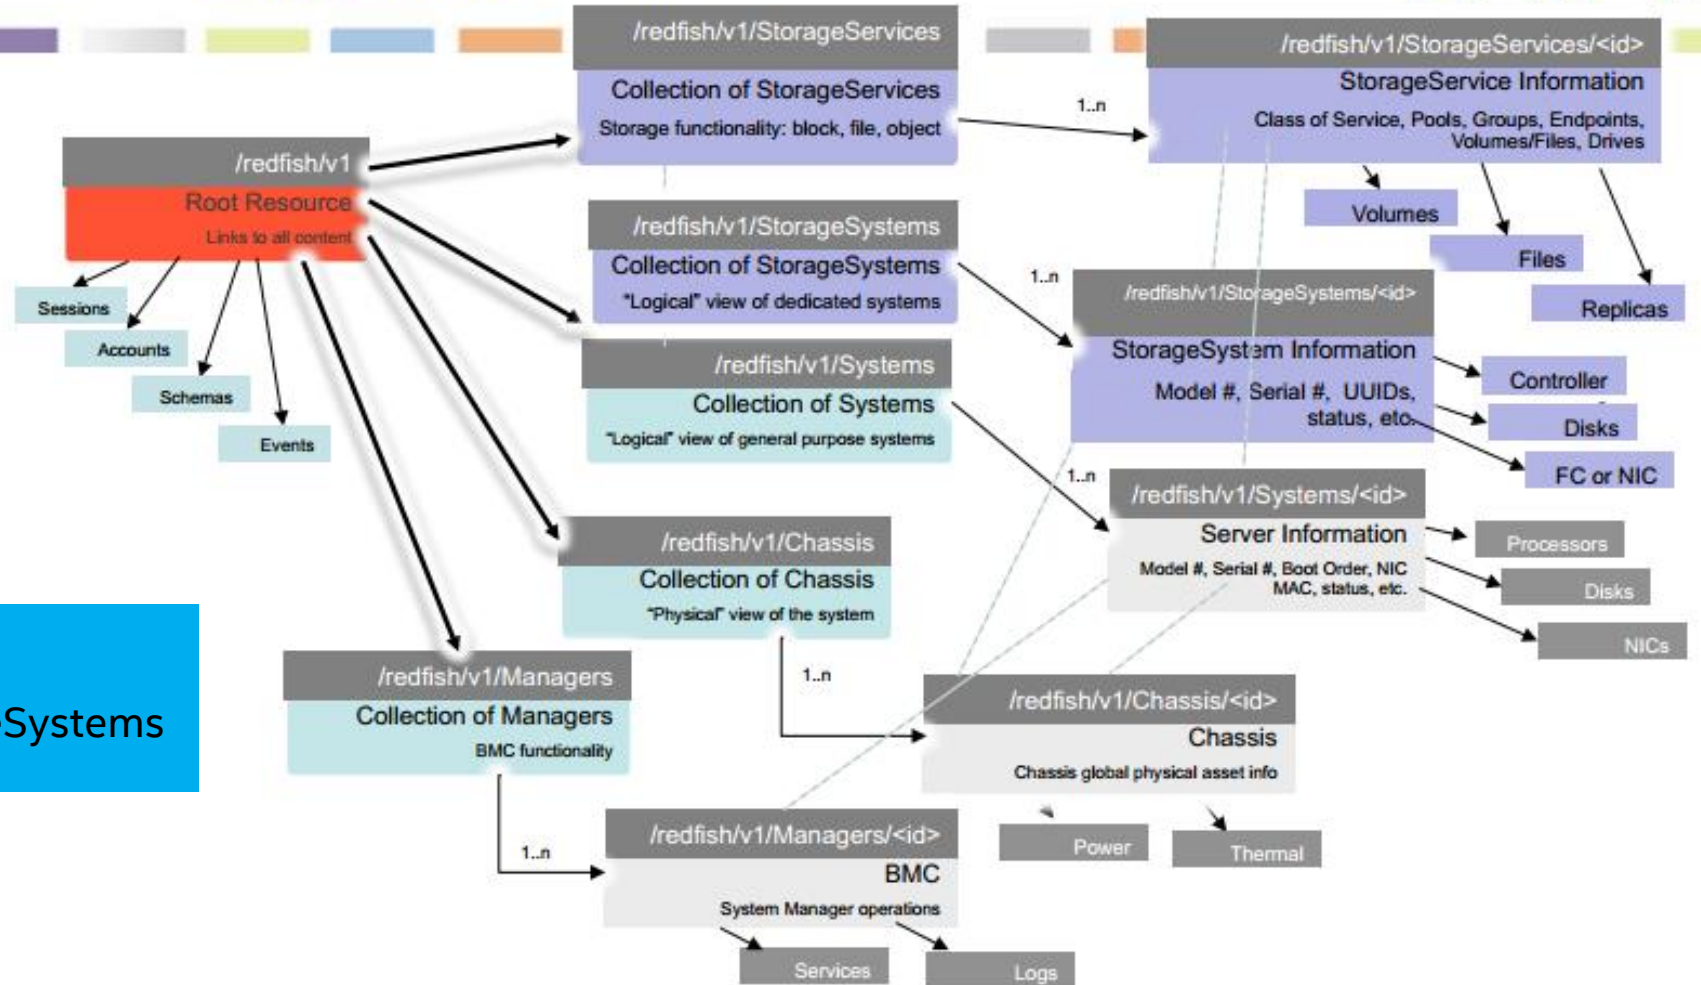 /redfish/v1/StorageServices
Collection of StorageServices
Storage functionality: block, file, object
1..n
/redfish/v1/StorageServices/<id>
StorageService Information
Class of Service, Pools, Groups, Endpoints,
Volumes/Files, Drives
Volumes
Files
Replicas
/redfish/v1
Root Resource
Links to all content
Sessions
Accounts
Schemas
Events
/redfish/v1/StorageSystems
Collection of StorageSystems
"Logical" view of dedicated systems
1..n
/redfish/v1/StorageSystems/<id>
StorageSystem Information
Model #, Serial #, UUIDs,
status, etc.
Controller
Disks
FC or NIC
/redfish/v1/Systems
Collection of Systems
"Logical" view of general purpose systems
1..n
/redfish/v1/Systems/<id>
Server Information
Model #, Serial #, Boot Order, NIC
MAC, status, etc.
Processors
Disks
NICs
/redfish/v1/Chassis
Collection of Chassis
"Physical" view of the system
1..n
/redfish/v1/Chassis/<id>
Chassis
Chassis global physical asset info
Power
Thermal
Systems
/redfish/v1/Managers
Collection of Managers
BMC functionality
1..n
/redfish/v1/Managers/<id>
BMC
System Manager operations
Services
Logs